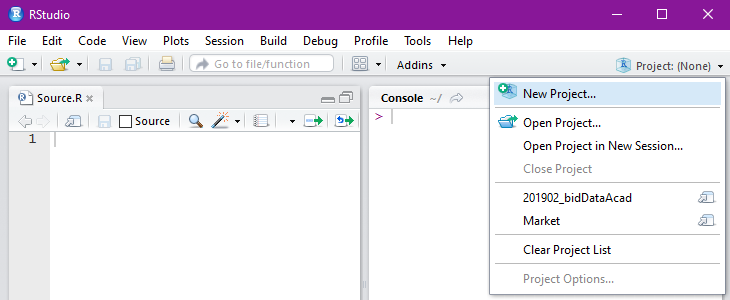 RStudio
File Edit Code View Plots Session Build Debug Profile Tools Help
Go to file/function Addins Project: (None)
Source.R
Source
1
Console ~/
>
New Project...
Open Project...
Open Project in New Session...
Close Project
201902_bidDataAcad
Market
Clear Project List
Project Options...